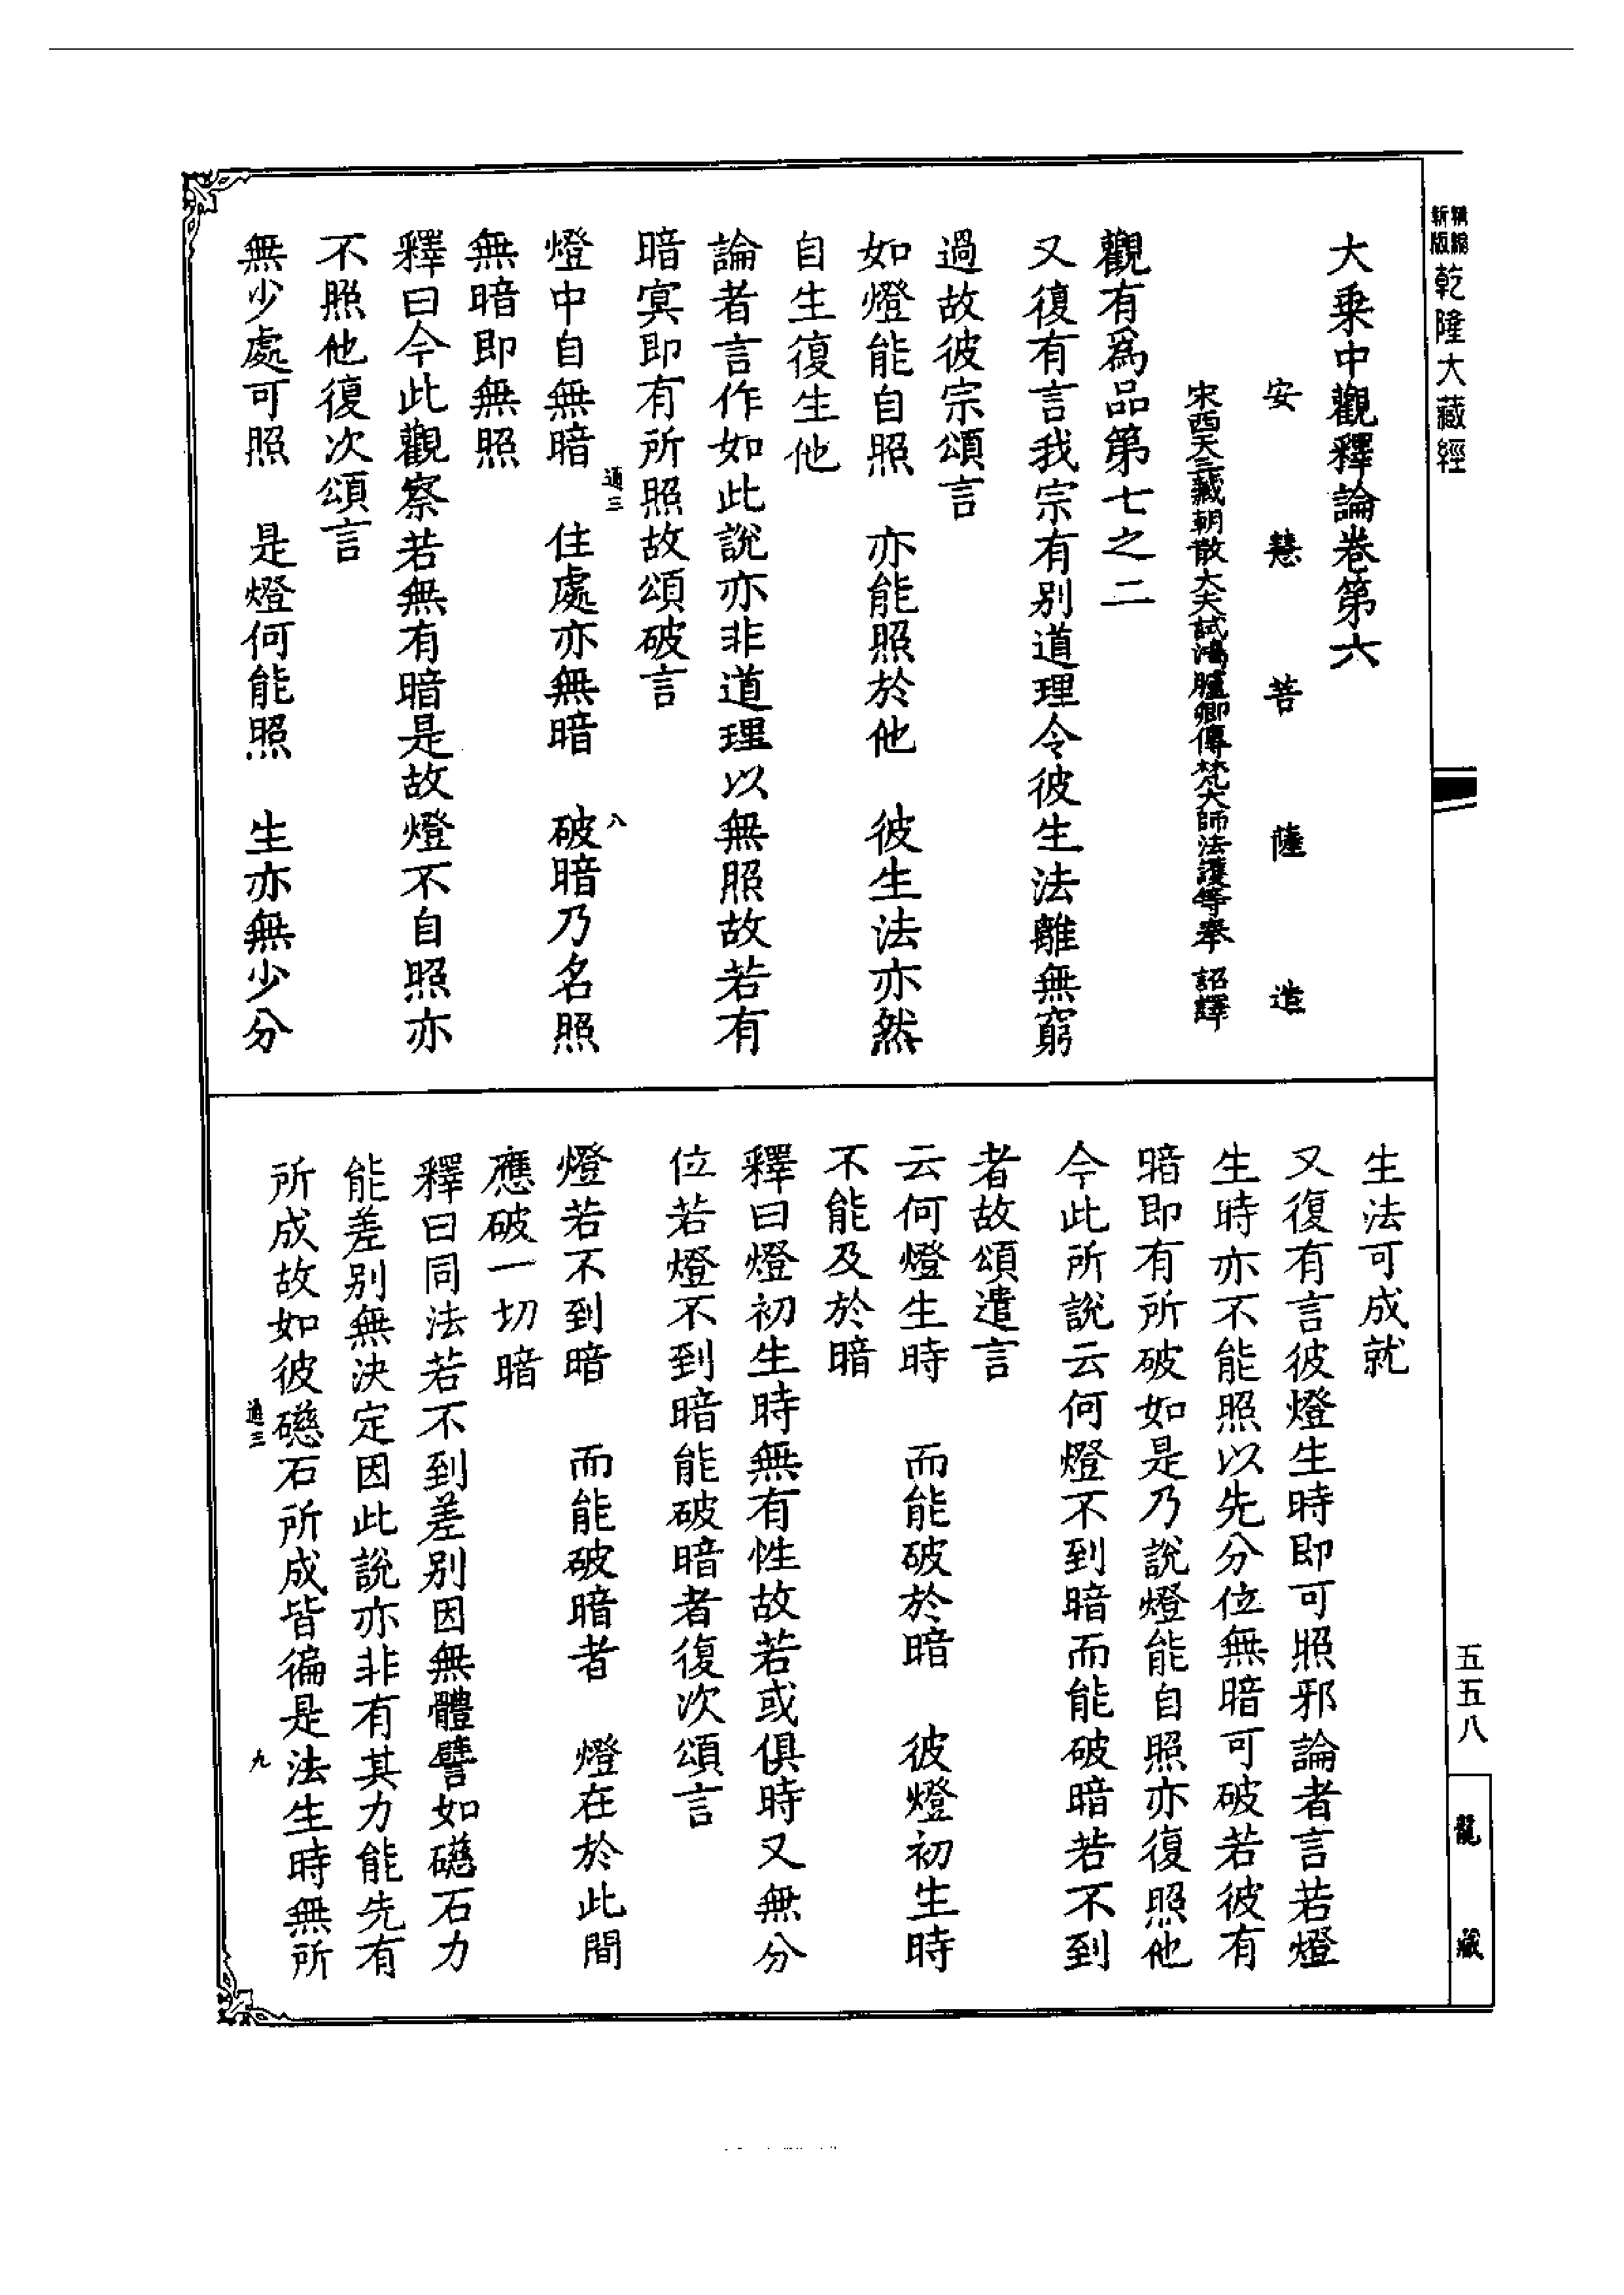 精編
新版
乾隆大藏經
大乘中觀釋論卷第六
安慧菩薩造
宋西天三藏朝散大夫試鴻臚卿傳梵大師法護等奉　詔譯
觀有爲品第七之二
又復有言我宗有别道理令彼生法離無窮
過故彼宗頌言
如燈能自照　亦能照於他　彼生法亦然
自生復生他
論者言作如此說亦非道理以無照故若有
暗冥即有所照故頌破言
通三　八
燈中自無暗　住處亦無暗　破暗乃名照
無暗即無照
釋曰今此觀察若無有暗是故燈不自照亦
不照他復次頌言
無少處可照　是燈何能照　生亦無少分
生法可成就
又復有言彼燈生時即可照邪論者言若燈
生時亦不能照以先分位無暗可破若彼有
暗即有所破如是乃說燈能自照亦復照他
今此所說云何燈不到暗而能破暗若不到
者故頌遣言
云何燈生時　而能破於暗　彼燈初生時
不能及於暗
釋曰燈初生時無有性故若或俱時又無分
位若燈不到暗能破暗者復次頌言
燈若不到暗　而能破暗者　燈在於此間
應破一切暗
釋曰同法若不到差别因無體譬如礠石力
能差别無決定因此說亦非有其力能先有
所成故如彼礠石所成皆徧是法生時無所
通三　九
五五八
龍藏